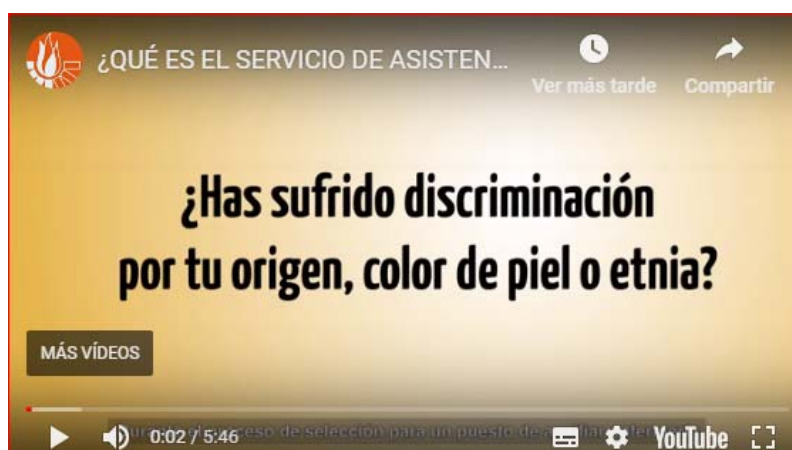 ¿QUÉ ES EL SERVICIO DE ASISTEN...
Ver más tarde
Compartir
¿Has sufrido discriminación
por tu origen, color de piel o etnia?
MÁS VÍDEOS
0:02 / 5:46
de selección para un puesto de
YouTube